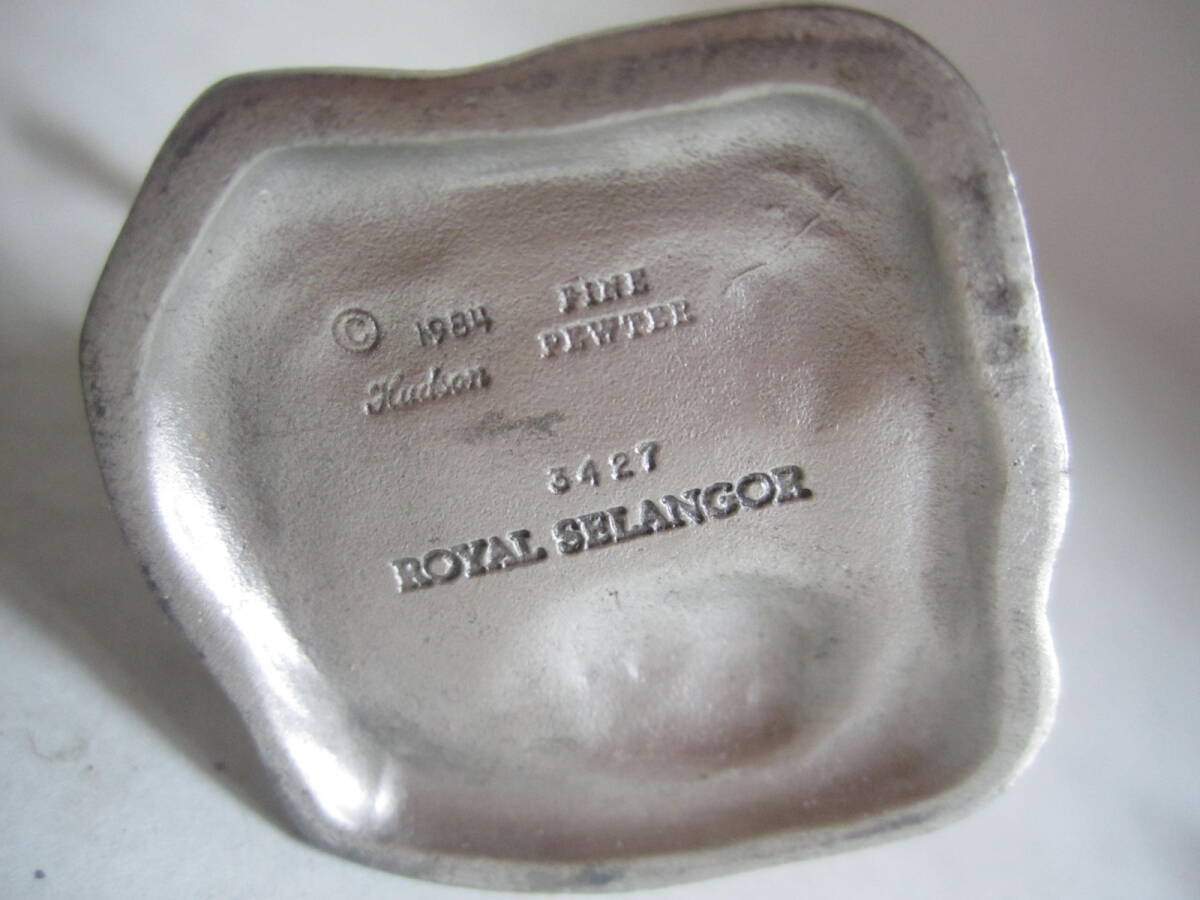 © 1984 FINE
Hudson PEWTER
3427
ROYAL SELANGOR